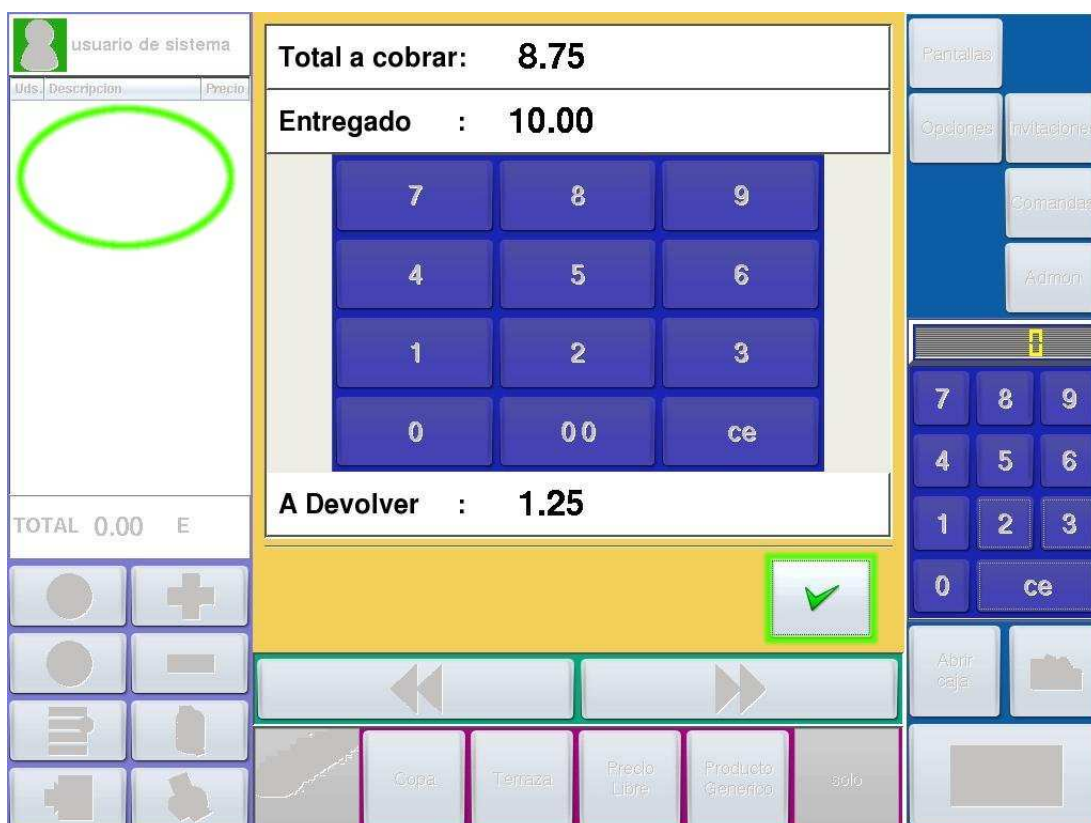 usuario de sistema
Uds. Descripcion Precio
TOTAL 0.00 E
Total a cobrar: 8.75
Entregado : 10.00
7 8 9
4 5 6
1 2 3
0 00 ce
A Devolver : 1.25
Copa
Terraza
Precio
Libre
Producto
Generico
solo
Pantallas
Opciones
Invitacione
Comandas
Admon
0
7 8 9
4 5 6
1 2 3
0 ce
Abrir
caja